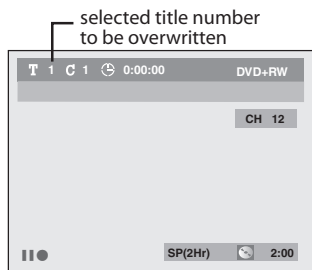 selected title number
to be overwritten
T 1 C 1 0:00:00 DVD+RW
CH 12
SP(2Hr) 2:00